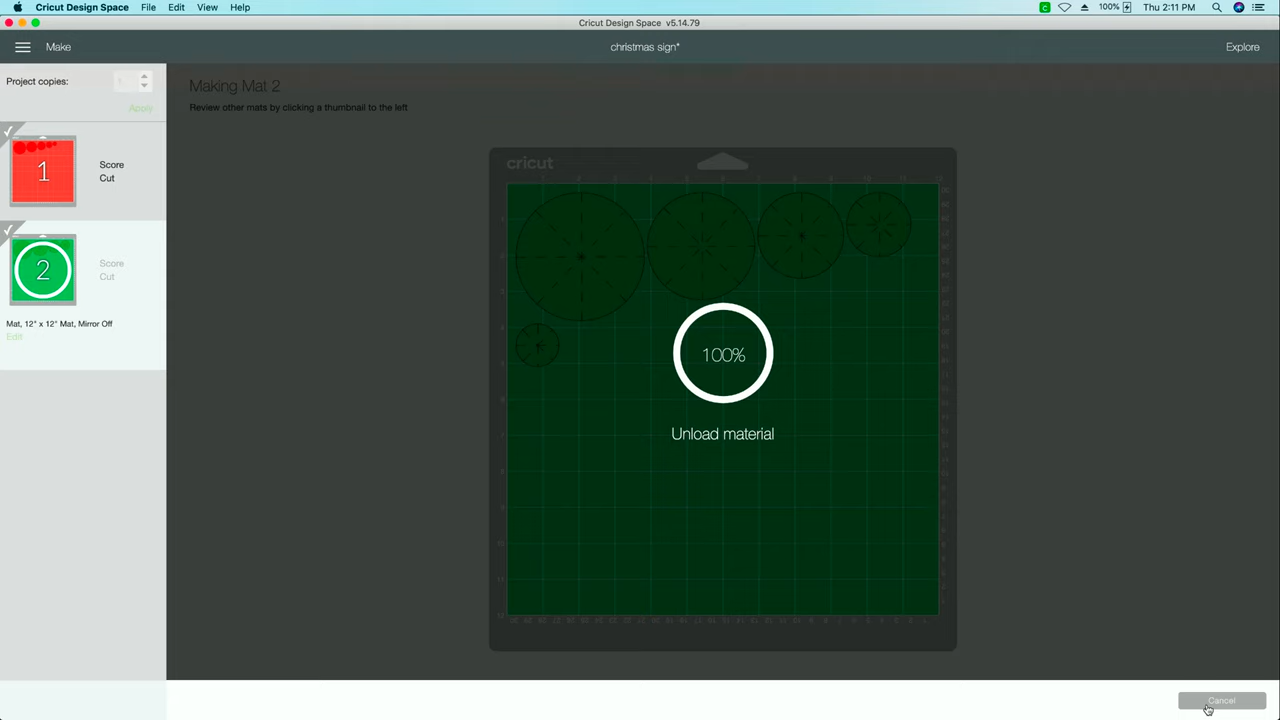 Cricut Design Space File Edit View Help
100% Thu 2:11 PM
Cricut Design Space v5.14.79
Make
christmas sign*
Explore
Project copies:
Apply
1
Score
Cut
2
Score
Cut
Mat, 12" x 12" Mat, Mirror Off
Edit
Making Mat 2
Review other mats by clicking a thumbnail to the left
cricut
100%
Unload material
Cancel